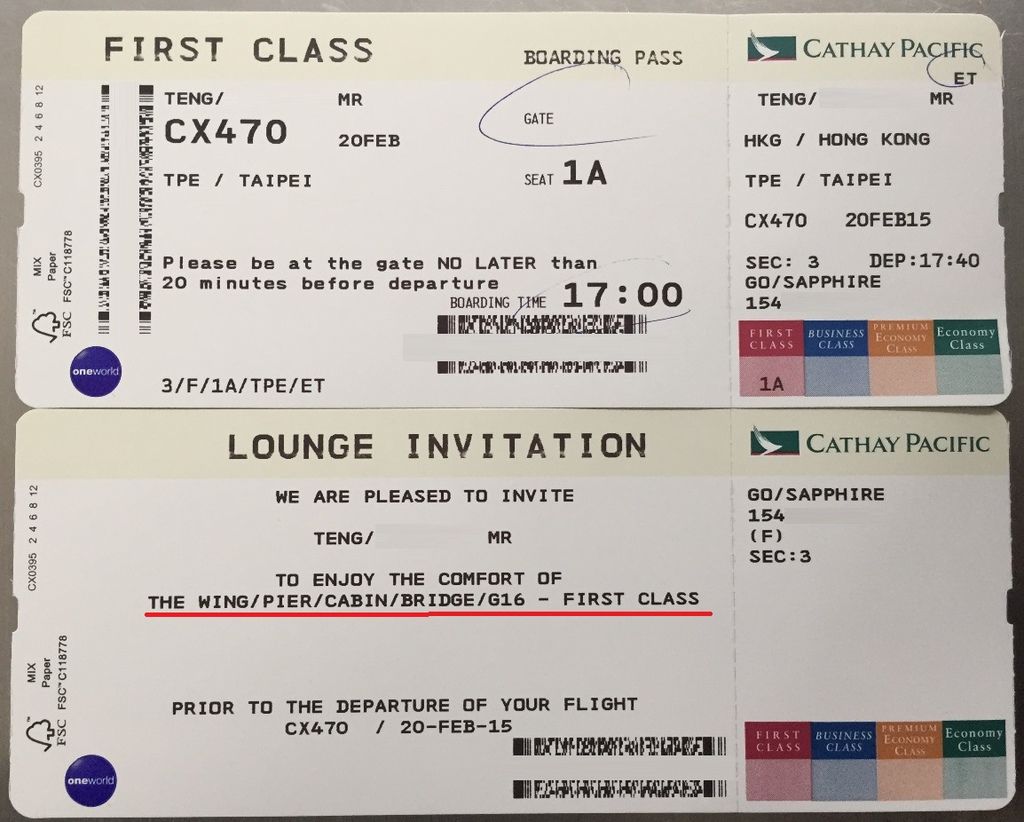 FIRST CLASS
BOARDING PASS
CATHAY PACIFIC
ET
CX0395 2 4 6 8 12
TENG/ MR
CX470 20FEB
GATE
TPE / TAIPEI
SEAT 1A
Please be at the gate NO LATER than
20 minutes before departure
BOARDING TIME 17:00
MIX
Paper
FSC™ C118778
FSC
oneworld
3/F/1A/TPE/ET
TENG/ MR
HKG / HONG KONG
TPE / TAIPEI
CX470 20FEB15
SEC: 3 DEP:17:40
GO/SAPPHIRE
154
FIRST CLASS
BUSINESS CLASS
PREMIUM ECONOMY CLASS
Economy Class
1A
LOUNGE INVITATION
CATHAY PACIFIC
CX0395 2 4 6 8 12
WE ARE PLEASED TO INVITE
TENG/ MR
TO ENJOY THE COMFORT OF
THE WING/PIER/CABIN/BRIDGE/G16 - FIRST CLASS
PRIOR TO THE DEPARTURE OF YOUR FLIGHT
CX470 / 20-FEB-15
MIX
Paper
FSC™ C118778
FSC
oneworld
GO/SAPPHIRE
154
(F)
SEC:3
FIRST CLASS
BUSINESS CLASS
PREMIUM ECONOMY CLASS
Economy Class